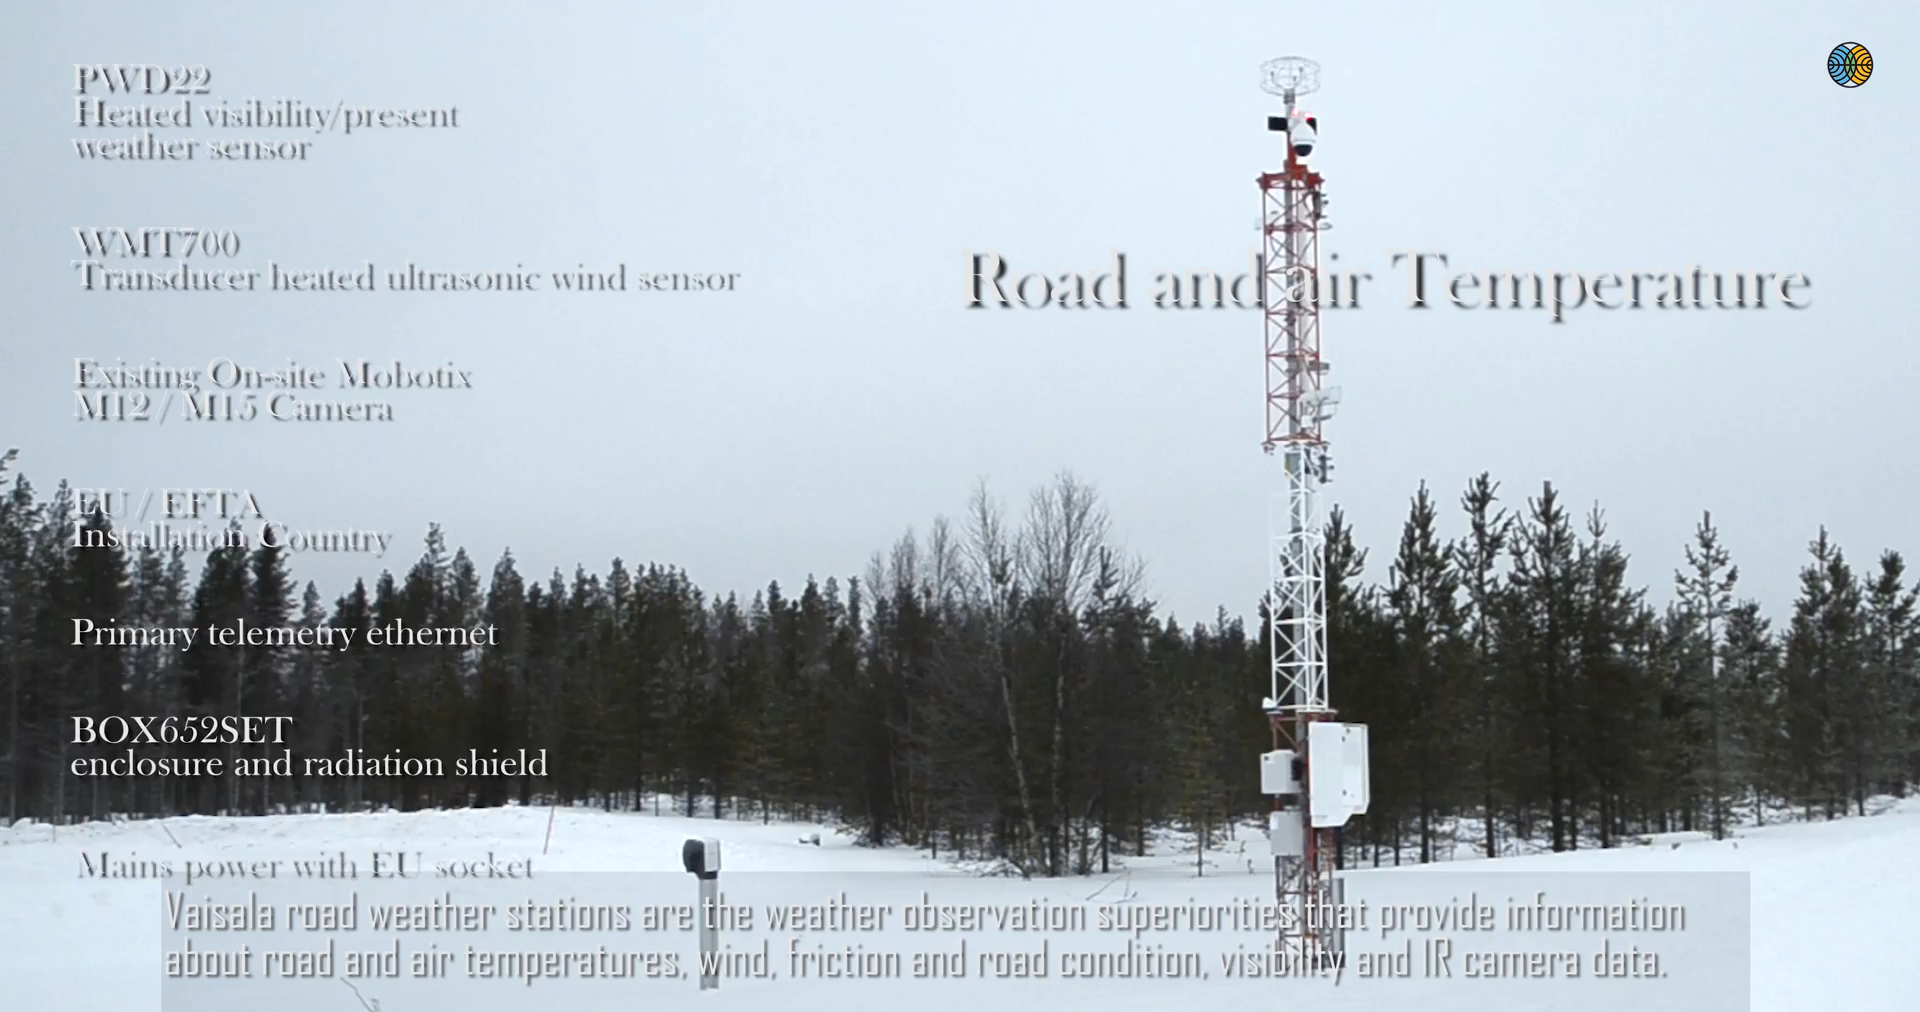 PWD22
Heated visibility/present
weather sensor
WMT700
Transducer heated ultrasonic wind sensor
Existing On-site Mobotix
M12 / M15 Camera
EU / EFTA
Installation Country
Primary telemetry ethernet
BOX652SET
enclosure and radiation shield
Mains power with EU socket
Road and air Temperature
Vaisala road weather stations are the weather observation superiorities that provide information
about road and air temperatures, wind, friction and road condition, visibility and IR camera data.